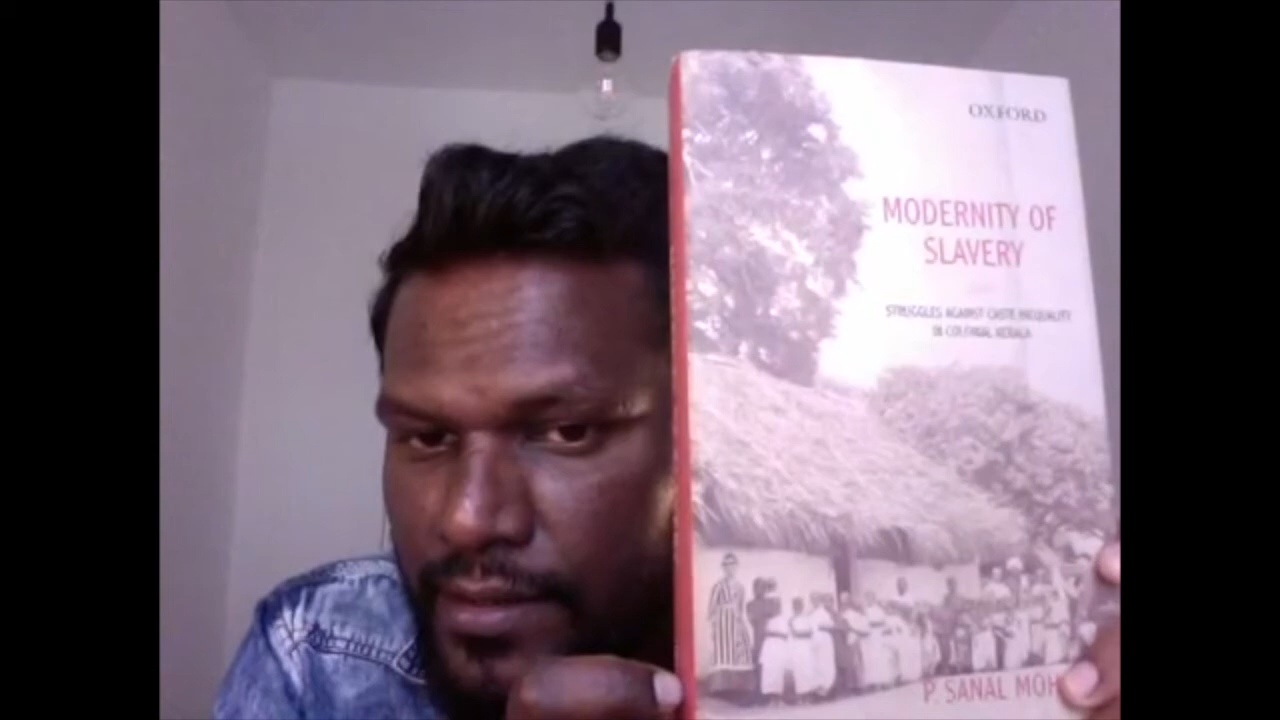 OXFORD
MODERNITY OF
SLAVERY
STRUGGLES AGAINST CASTE INEQUALITY
IN COLONIAL KERALA
P. SANAL MOH